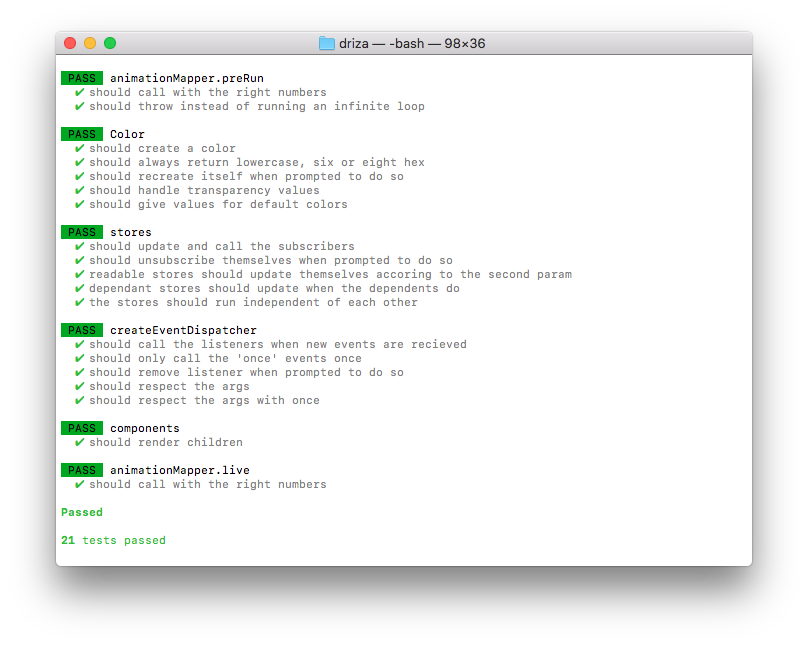 driza — -bash — 98×36
PASS animationMapper.preRun
✔ should call with the right numbers
✔ should throw instead of running an infinite loop
PASS Color
✔ should create a color
✔ should always return lowercase, six or eight hex
✔ should recreate itself when prompted to do so
✔ should handle transparency values
✔ should give values for default colors
PASS stores
✔ should update and call the subscribers
✔ should unsubscribe themselves when prompted to do so
✔ readable stores should update themselves accoring to the second param
✔ dependant stores should update when the dependents do
✔ the stores should run independent of each other
PASS createEventDispatcher
✔ should call the listeners when new events are recieved
✔ should only call the 'once' events once
✔ should remove listener when prompted to do so
✔ should respect the args
✔ should respect the args with once
PASS components
✔ should render children
PASS animationMapper.live
✔ should call with the right numbers
Passed
21 tests passed